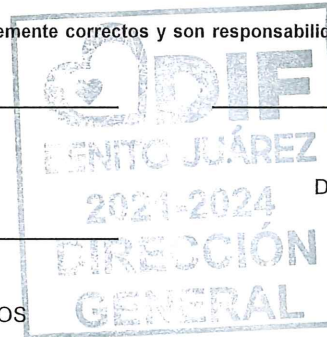 emente correctos y son responsabilid
DIF
BENITO JUÁREZ
D
2021-2024
DIRECCIÓN
OS
GENERAL